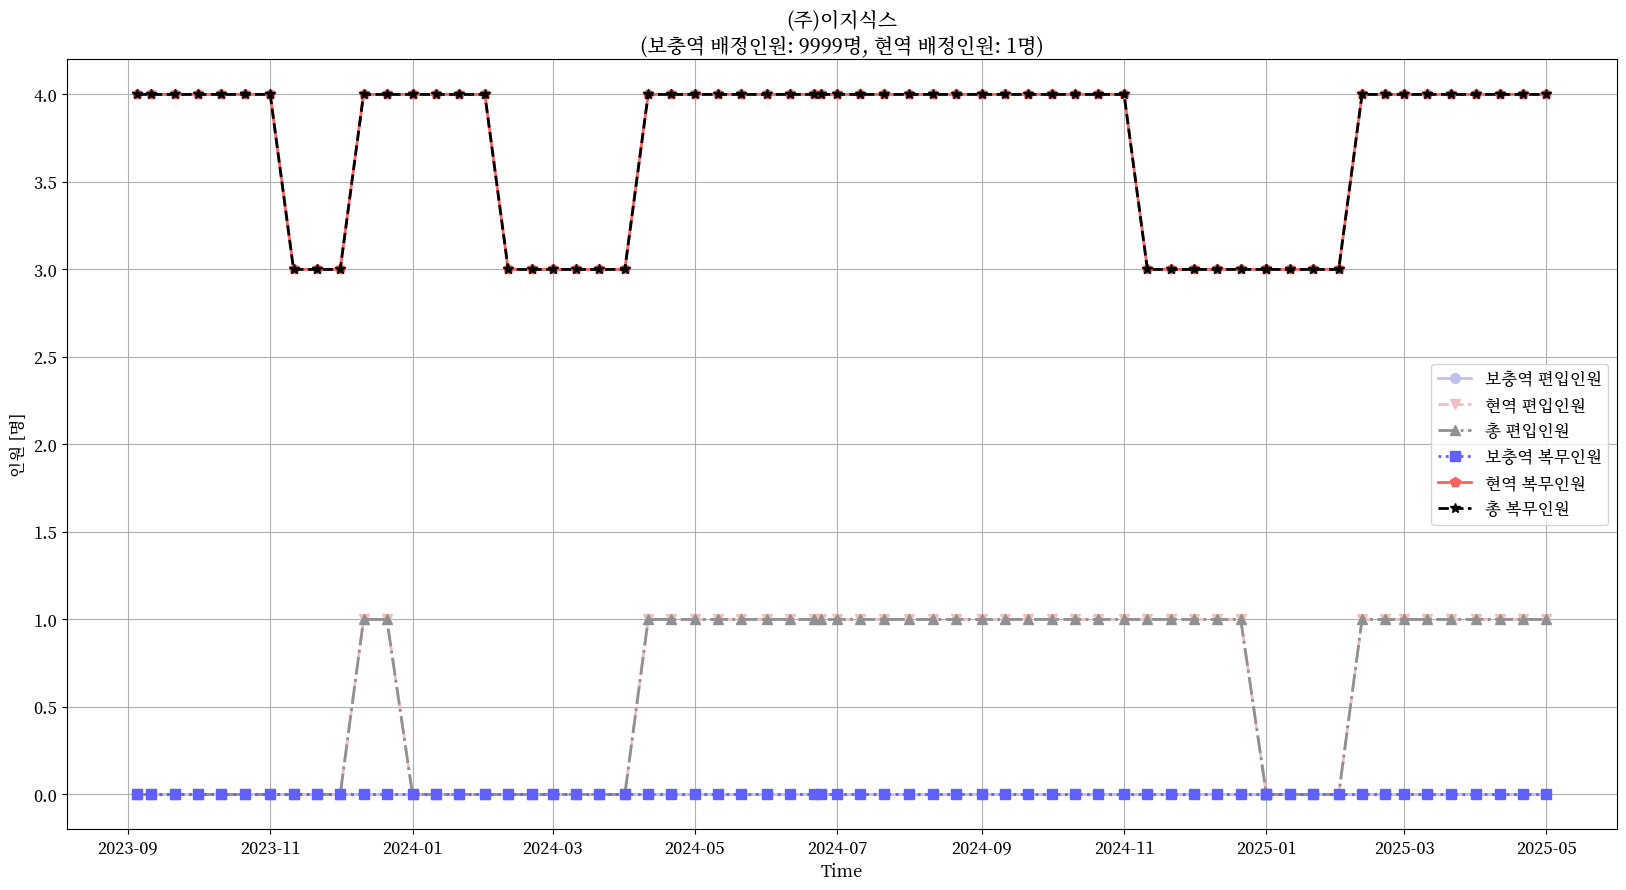 (주)이지식스
(보충역 배정인원: 9999명, 현역 배정인원: 1명)
인원 [명]
4.0
3.5
3.0
2.5
2.0
1.5
1.0
0.5
0.0
보충역 편입인원
현역 편입인원
총 편입인원
보충역 복무인원
현역 복무인원
총 복무인원
2023-09 2023-11 2024-01 2024-03 2024-05 2024-07 2024-09 2024-11 2025-01 2025-03 2025-05
Time